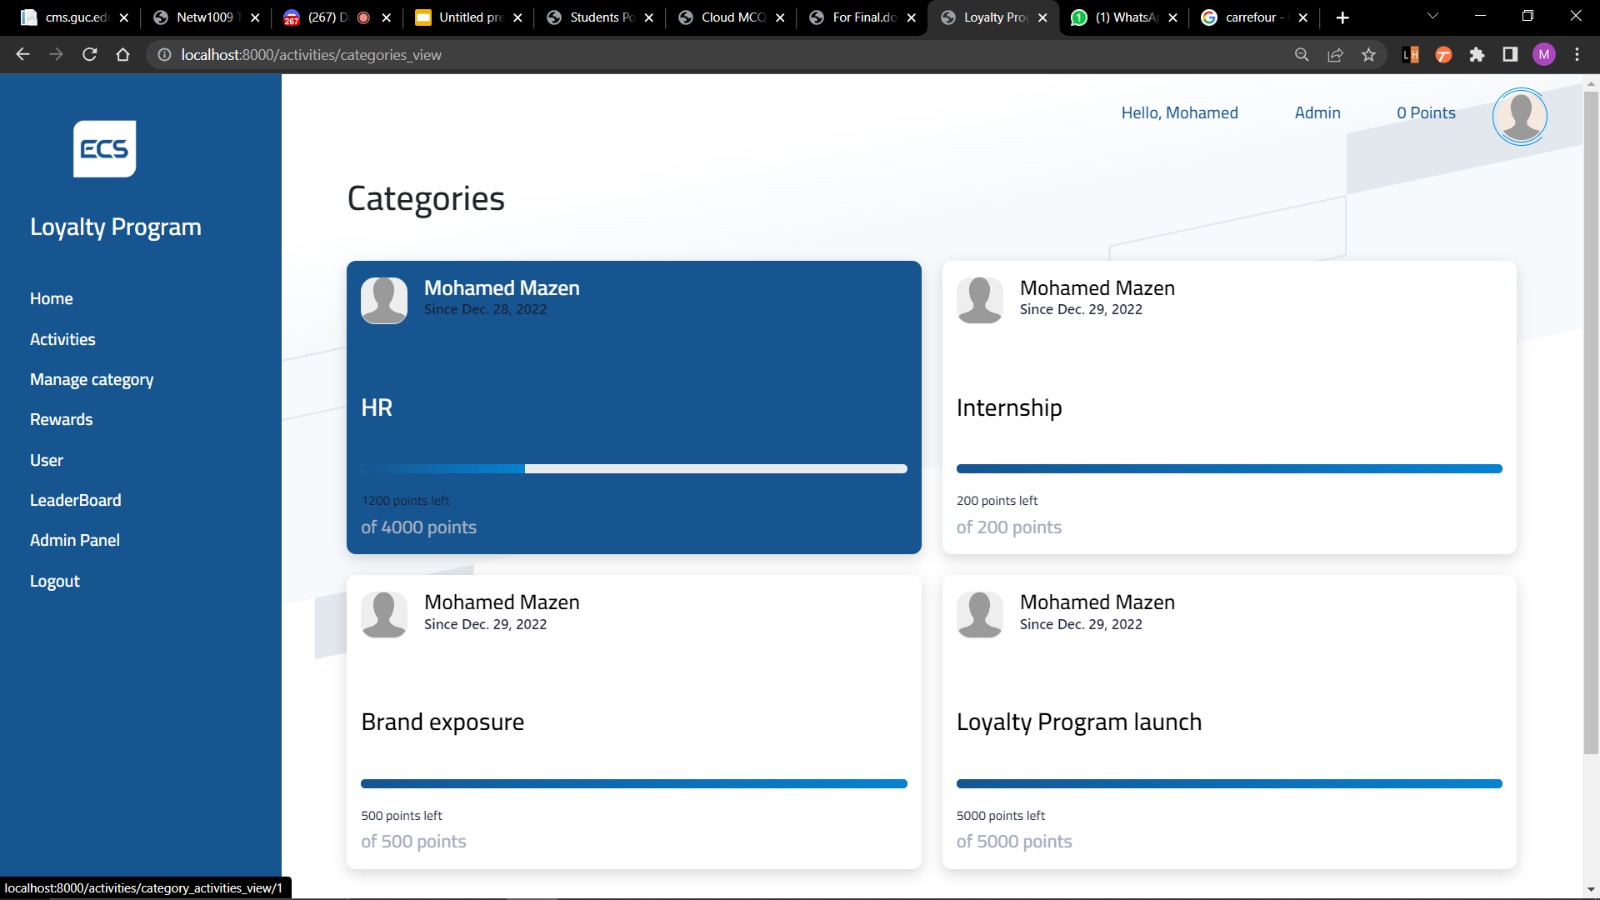 cms.guc.ed
Netw1009 T
(267) D
Untitled pre
Students Po
Cloud MCQ
For Final.do
Loyalty Pro
(1) WhatsA
carrefour -
localhost:8000/activities/categories_view
M
Hello, Mohamed
Admin
0 Points
ECS
Loyalty Program
Home
Activities
Manage category
Rewards
User
LeaderBoard
Admin Panel
Logout
Categories
Mohamed Mazen
Since Dec. 28, 2022
HR
1200 points left
of 4000 points
Mohamed Mazen
Since Dec. 29, 2022
Internship
200 points left
of 200 points
Mohamed Mazen
Since Dec. 29, 2022
Brand exposure
500 points left
of 500 points
Mohamed Mazen
Since Dec. 29, 2022
Loyalty Program launch
5000 points left
of 5000 points
localhost:8000/activities/category_activities_view/1